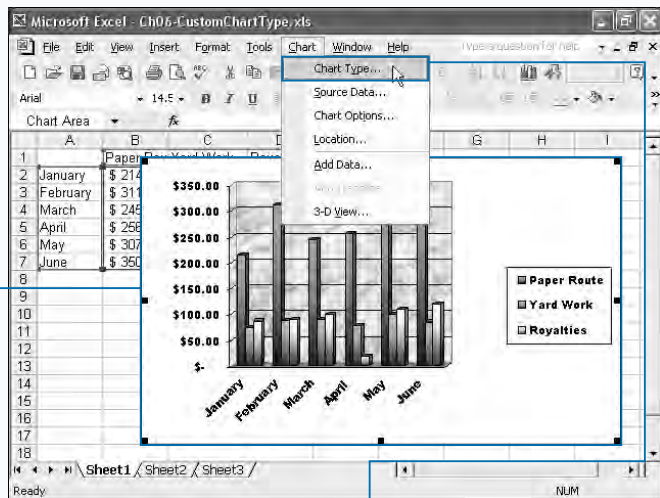 Microsoft Excel - Ch06-CustomChartType.xls
File Edit View Insert Format Tools Chart Window Help Type a question for help
Chart Type...
Source Data...
Chart Options...
Location...
Add Data...
3-D View...
Arial 14.5 B I U
Chart Area fx
A B C G H I
1 Paper Yard Work
2 January $ 214
3 February $ 311
4 March $ 245
5 April $ 256
6 May $ 307
7 June $ 350
8
9
10
11
12
13
14
15
16
17
18
$350.00
$300.00
$250.00
$200.00
$150.00
$100.00
$50.00
$-
January February March April May June
Paper Route
Yard Work
Royalties
Sheet1 Sheet2 Sheet3
Ready NUM